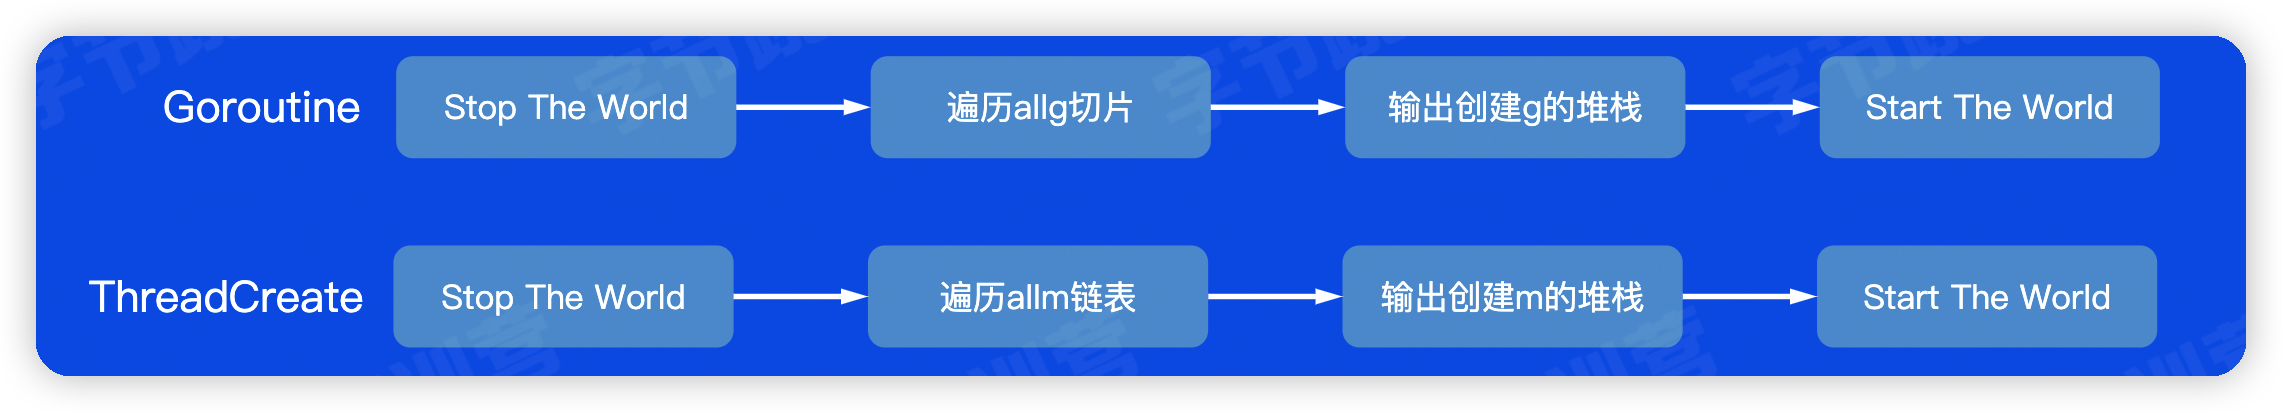 Goroutine
Stop The World
遍历allg切片
输出创建g的堆栈
Start The World
ThreadCreate
Stop The World
遍历allm链表
输出创建m的堆栈
Start The World